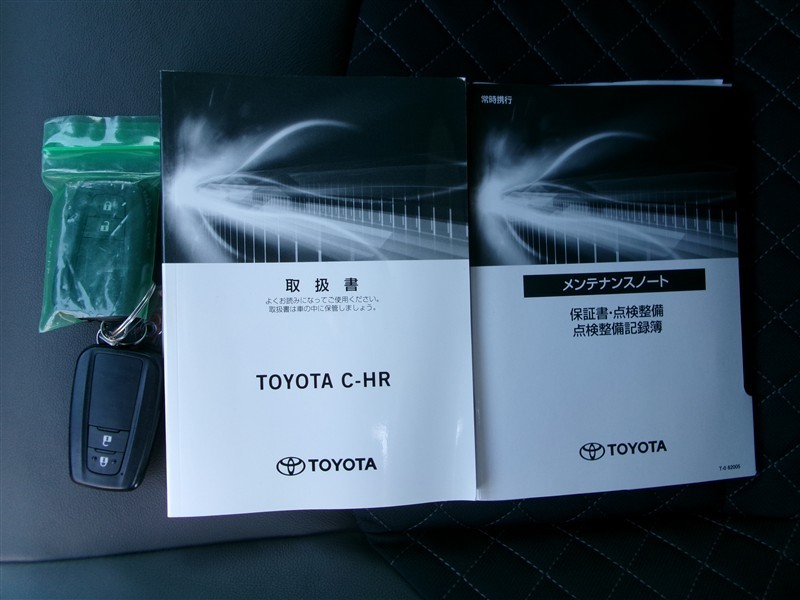 取扱書
よくお読みになってご使用ください。
取扱書は車の中に保管しましょう。
TOYOTA C-HR
TOYOTA
常時携行
メンテナンスノート
保証書・点検整備
点検整備記録簿
TOYOTA